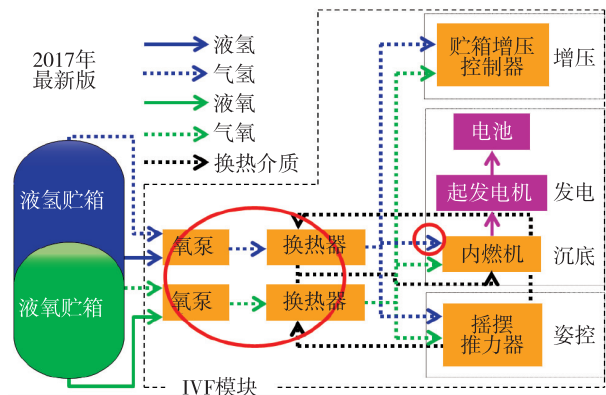 2017年
最新版
液氢
气氢
液氧
气氧
换热介质
贮箱增压
控制器
增压
电池
起发电机
发电
内燃机
沉底
摇摆
推力器
姿控
液氢贮箱
液氧贮箱
氧泵
换热器
氧泵
换热器
IVF模块